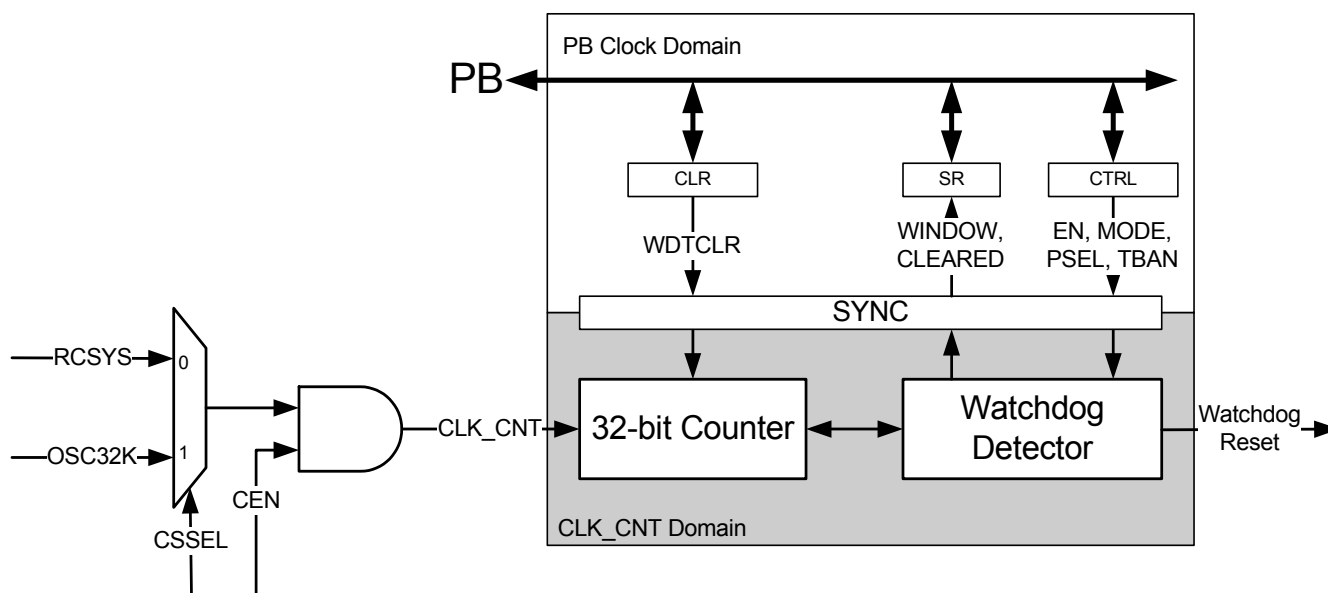 PB Clock Domain
PB
CLR
SR
CTRL
WDTCLR
WINDOW,
CLEARED
EN, MODE,
PSEL, TBAN
SYNC
RCSYS
0
OSC32K
1
CSSEL
CEN
CLK_CNT
32-bit Counter
Watchdog
Detector
Watchdog
Reset
CLK_CNT Domain